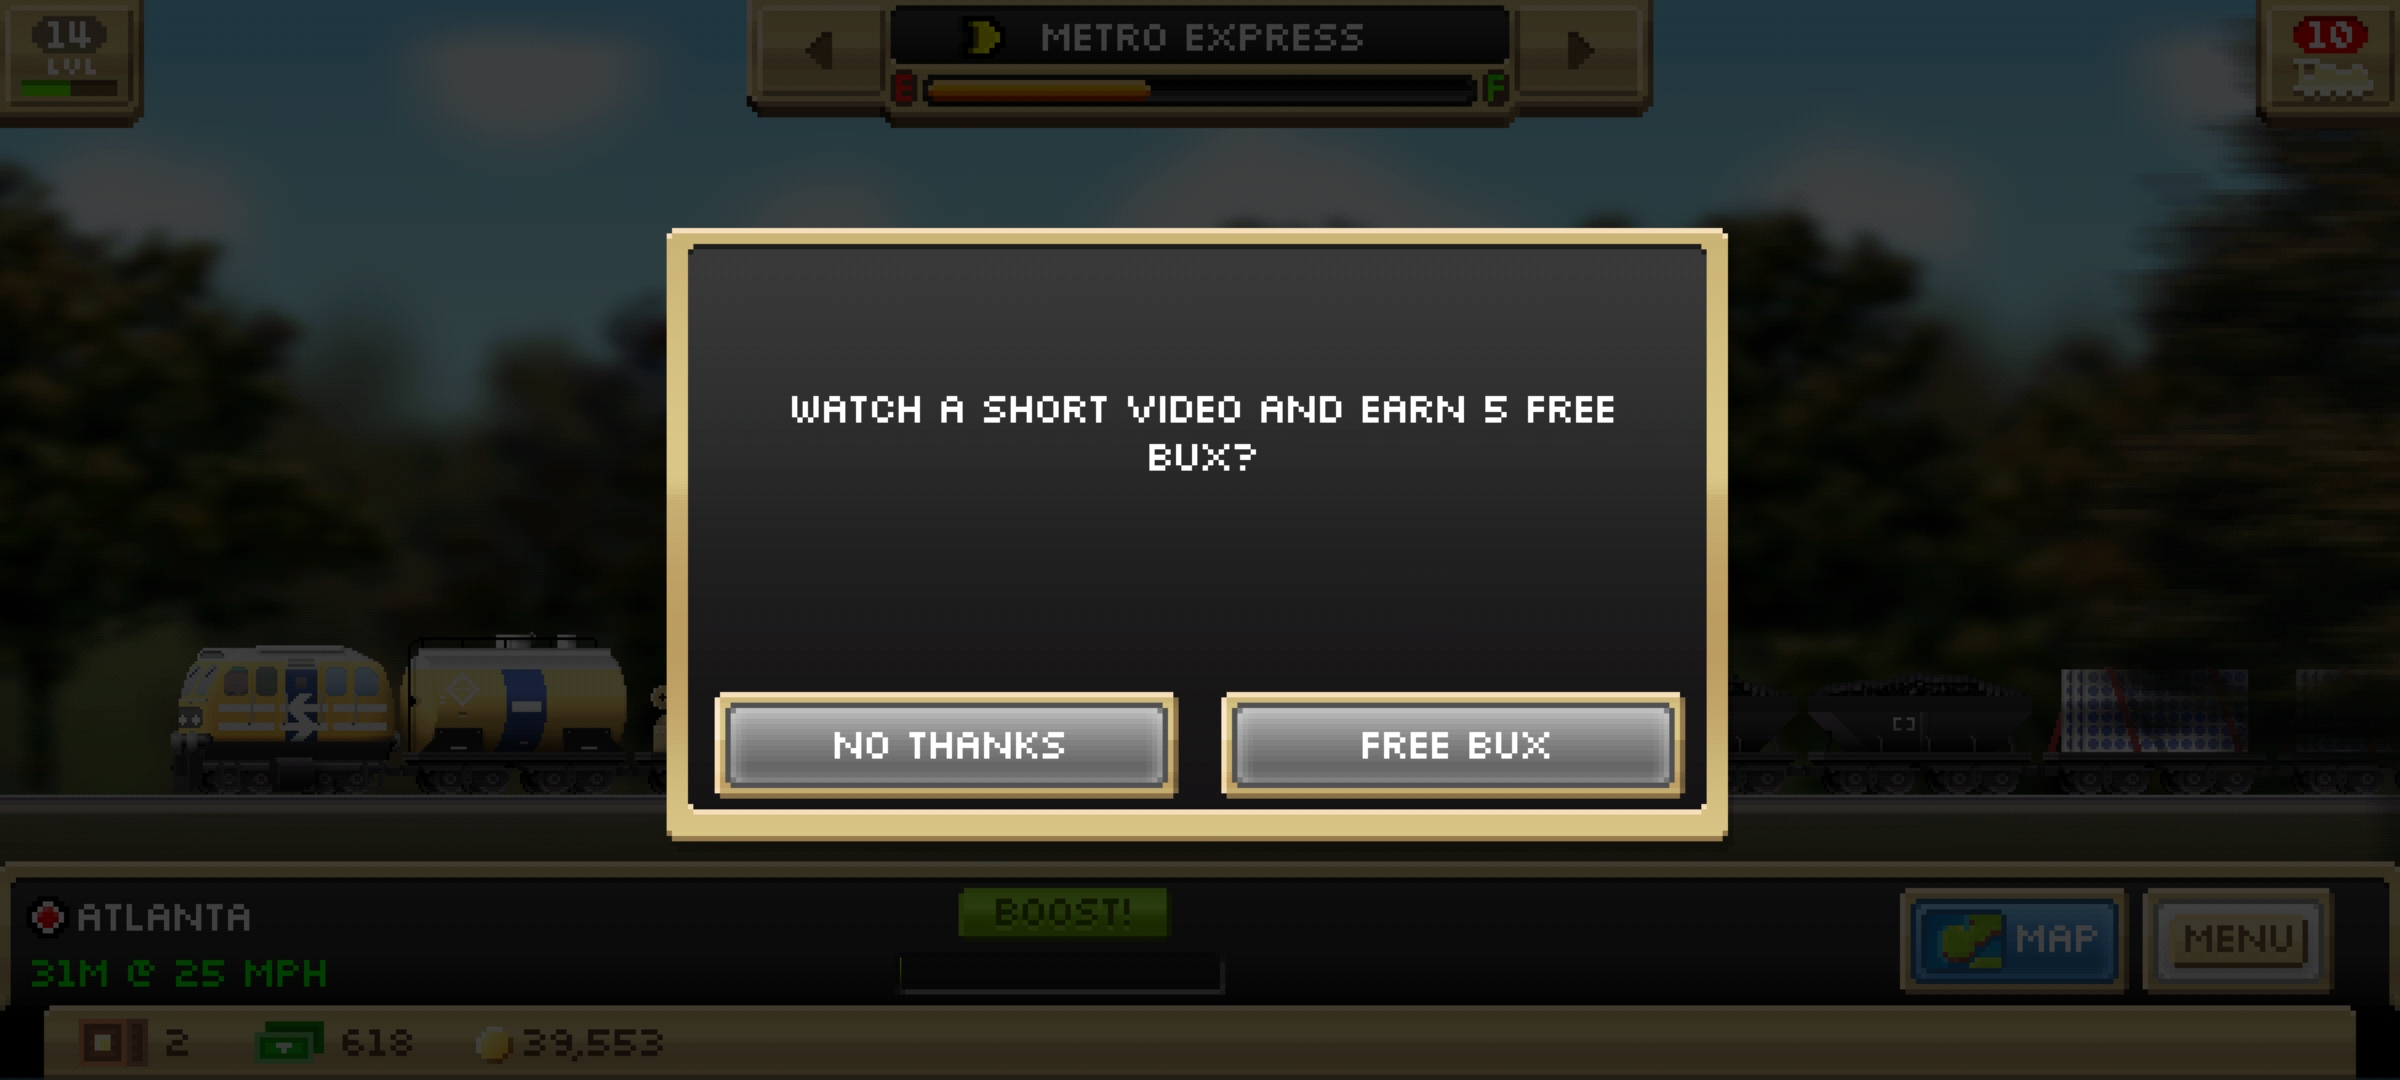 14
LVL
METRO EXPRESS
E
F
10
WATCH A SHORT VIDEO AND EARN 5 FREE
BUX?
NO THANKS
FREE BUX
ATLANTA
31M @ 25 MPH
BOOST!
MAP
MENU
2
618
39,553